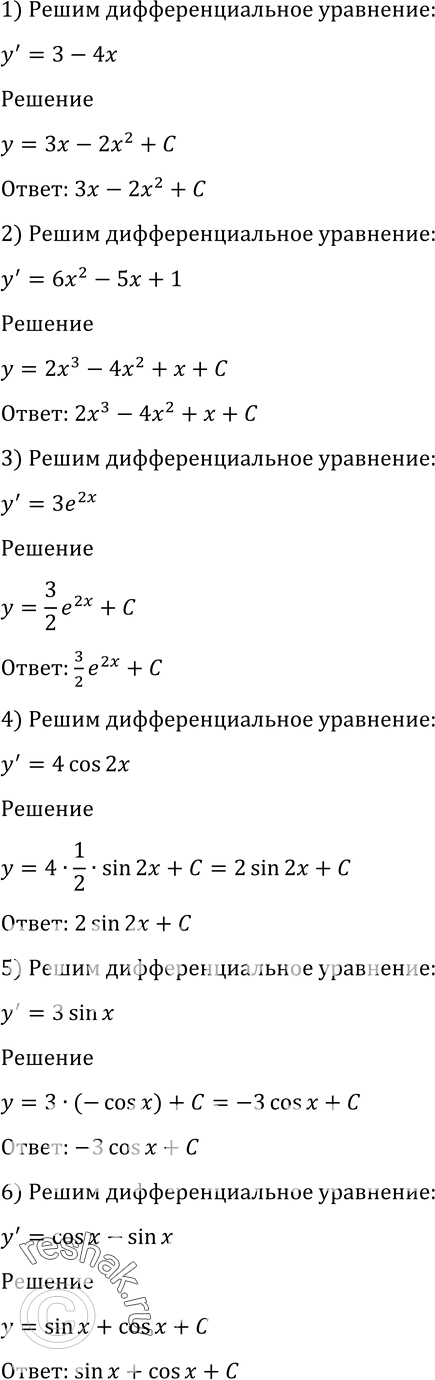 1) Решим дифференциальное уравнение:
y′ = 3 − 4x
Решение
y = 3x − 2x² + C
Ответ: 3x − 2x² + C
2) Решим дифференциальное уравнение:
y′ = 6x² − 5x + 1
Решение
y = 2x³ − 4x² + x + C
Ответ: 2x³ − 4x² + x + C
3) Решим дифференциальное уравнение:
y′ = 3e²ˣ
Решение
y = 3/2 e²ˣ + C
Ответ: 3/2 e²ˣ + C
4) Решим дифференциальное уравнение:
y′ = 4 cos 2x
Решение
y = 4 · 1/2 · sin 2x + C = 2 sin 2x + C
Ответ: 2 sin 2x + C
5) Решим дифференциальное уравнение:
y′ = 3 sin x
Решение
y = 3 · (− cos x) + C = −3 cos x + C
Ответ: −3 cos x + C
6) Решим дифференциальное уравнение:
y′ = cos x − sin x
Решение
y = sin x + cos x + C
Ответ: sin x + cos x + C
reshak.ru
©